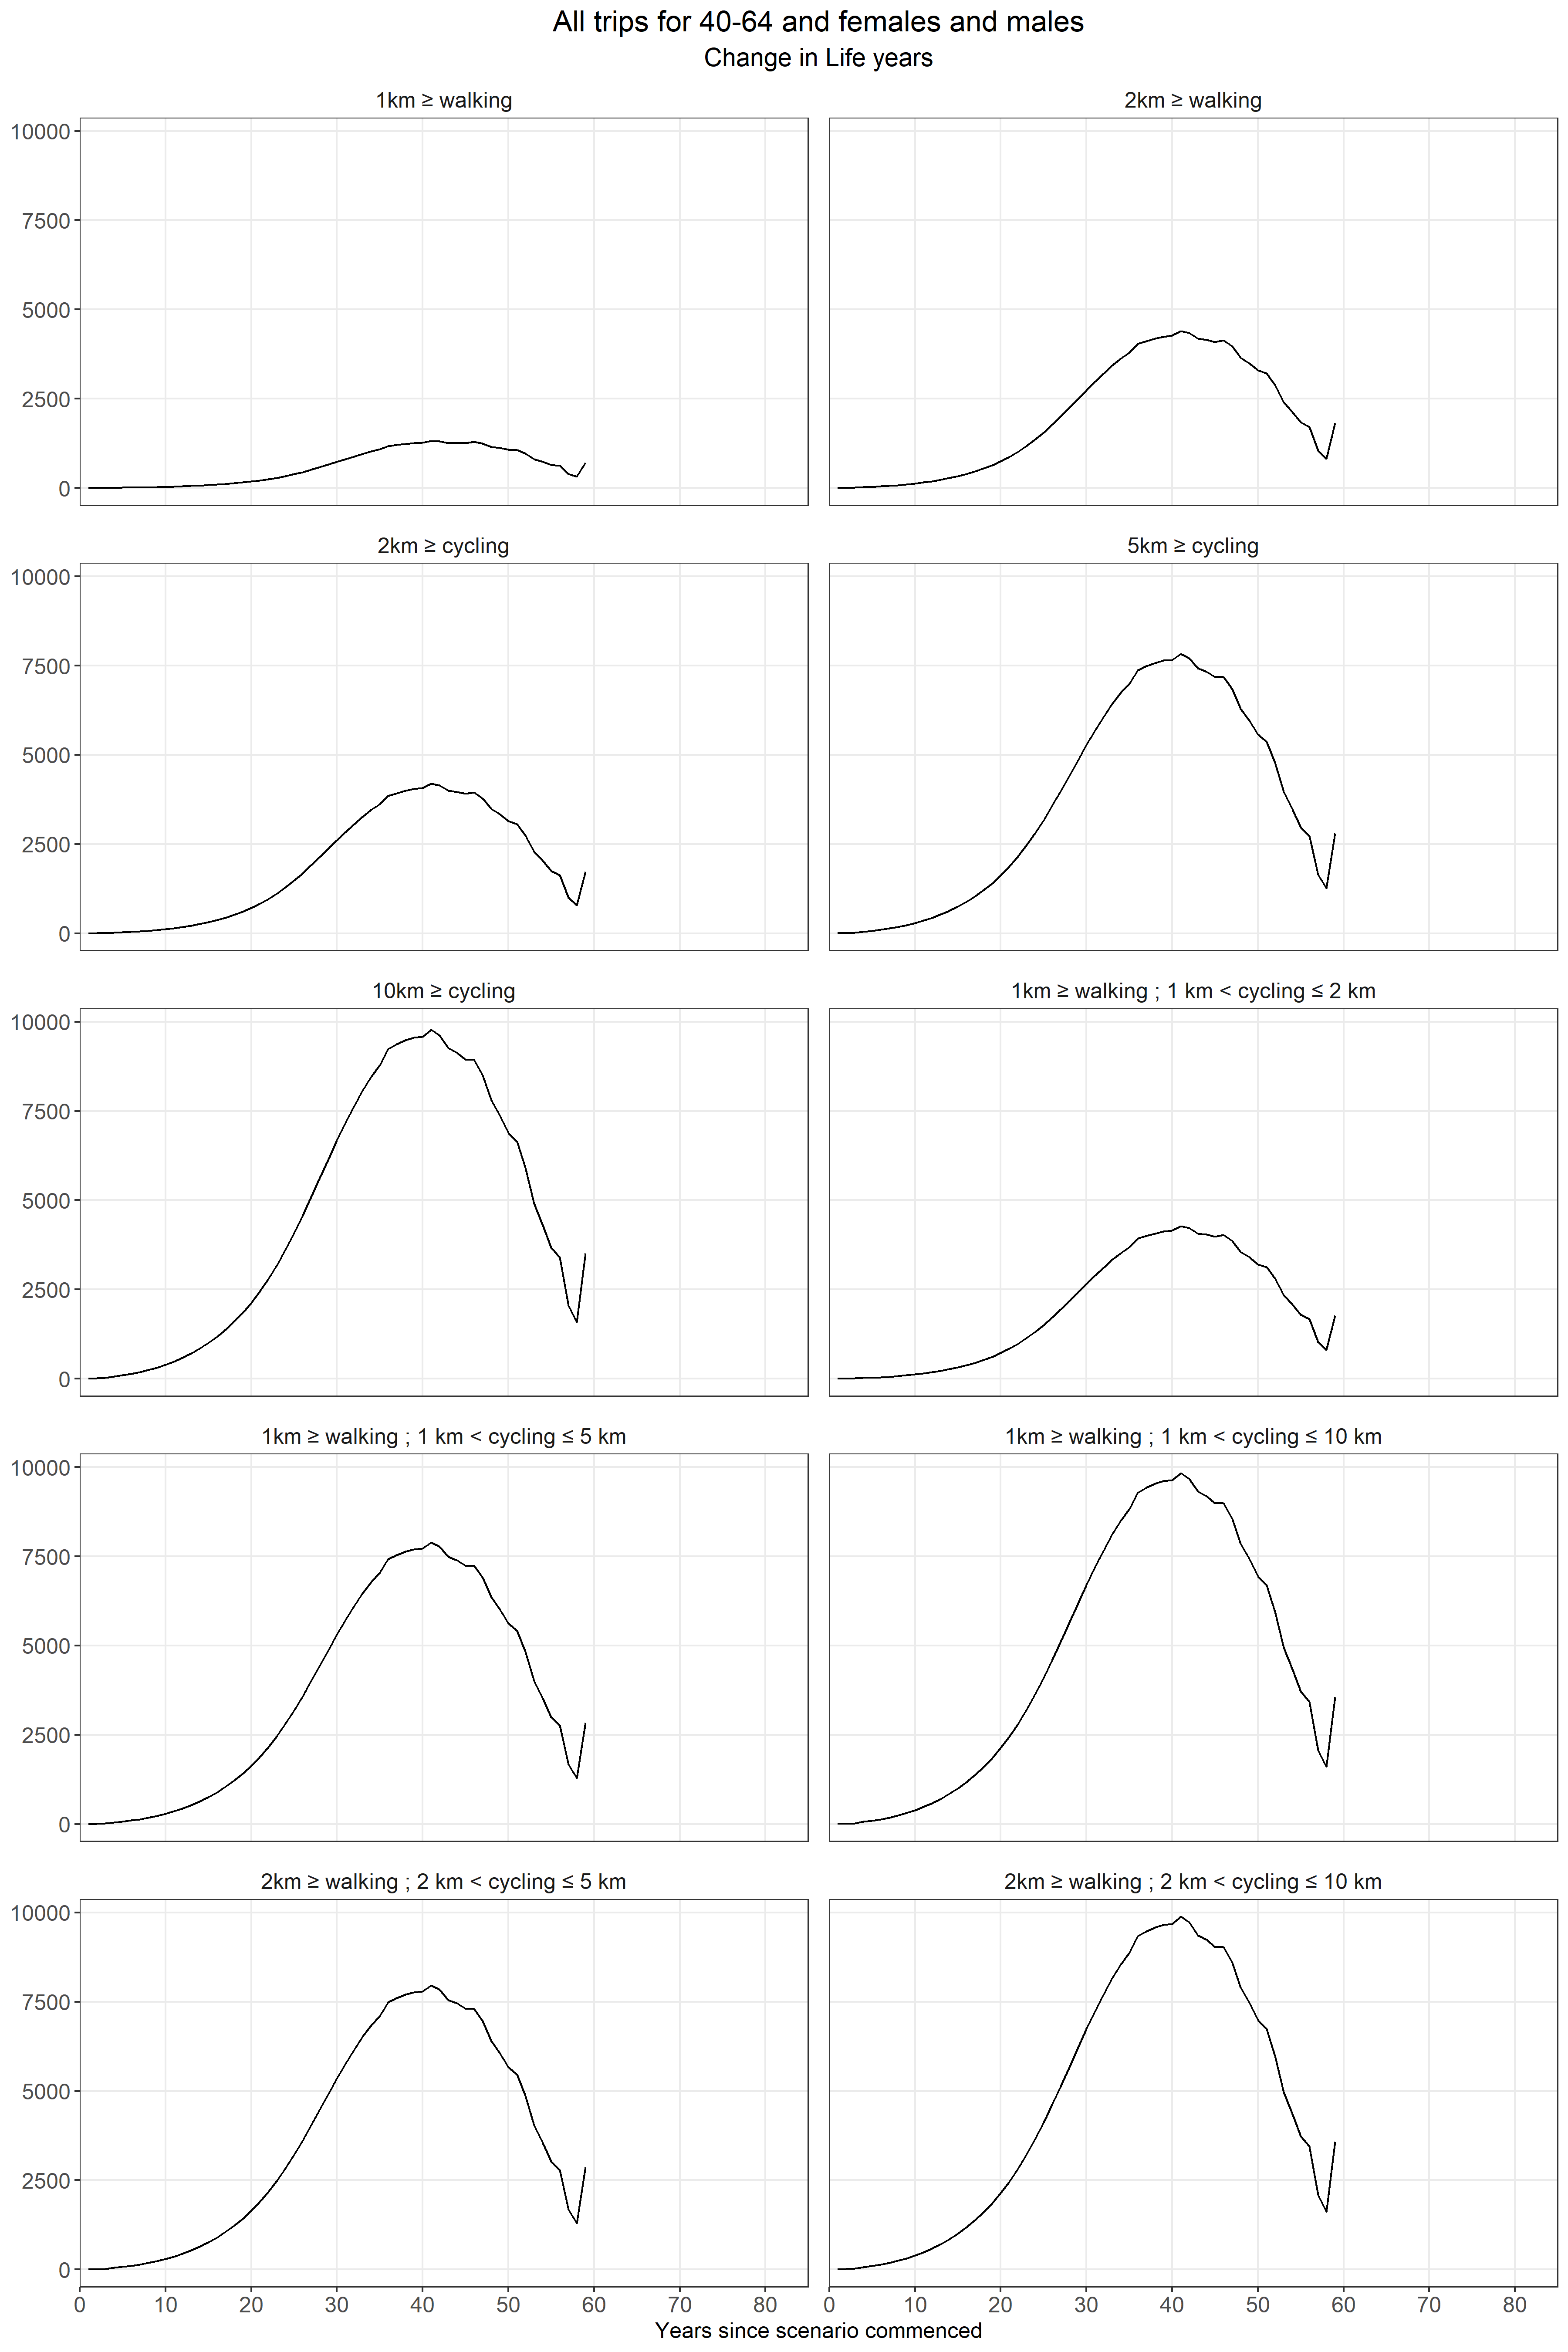 All trips for 40-64 and females and males
Change in Life years
1km ≥ walking
2km ≥ walking
10000
7500
5000
2500
0
2km ≥ cycling
5km ≥ cycling
10000
7500
5000
2500
0
10km ≥ cycling
1km ≥ walking ; 1 km < cycling ≤ 2 km
10000
7500
5000
2500
0
1km ≥ walking ; 1 km < cycling ≤ 5 km
1km ≥ walking ; 1 km < cycling ≤ 10 km
10000
7500
5000
2500
0
2km ≥ walking ; 2 km < cycling ≤ 5 km
2km ≥ walking ; 2 km < cycling ≤ 10 km
10000
7500
5000
2500
0
0 10 20 30 40 50 60 70 80 0 10 20 30 40 50 60 70 80
Years since scenario commenced